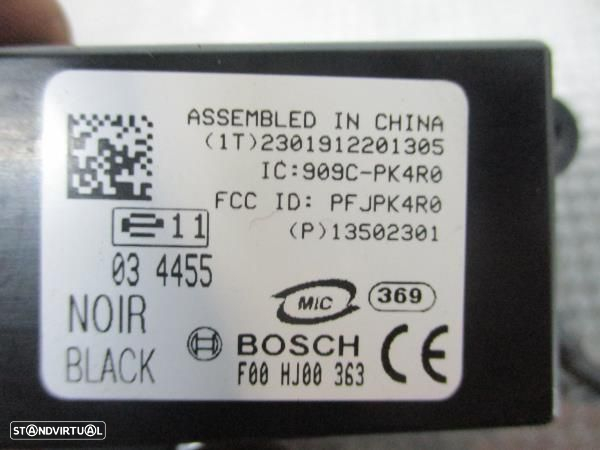 ASSEMBLED IN CHINA
(1T)2301912201305
IC:909C-PK4R0
FCC ID: PFJPK4R0
(P)13502301
e11
03 4455
NOIR
BLACK
MIC
369
BOSCH
CE
F00 HJ00 363
STANDVIRTUAL